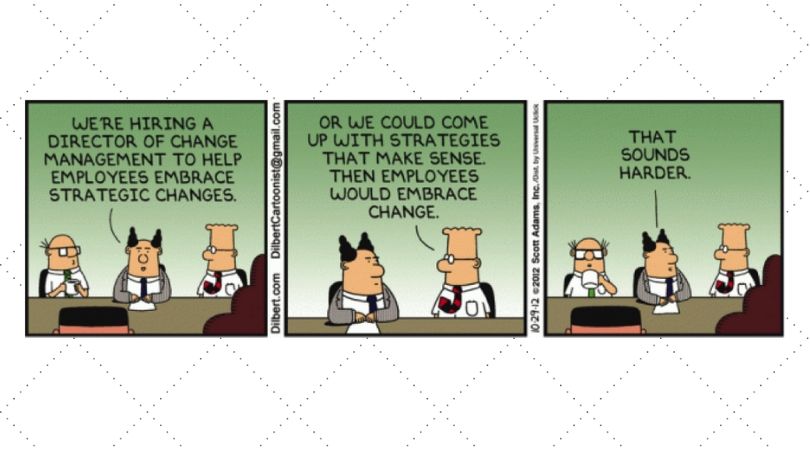 WE'RE HIRING A
DIRECTOR OF CHANGE
MANAGEMENT TO HELP
EMPLOYEES EMBRACE
STRATEGIC CHANGES.
Dilbert.com DilbertCartoonist@gmail.com
OR WE COULD COME
UP WITH STRATEGIES
THAT MAKE SENSE.
THEN EMPLOYEES
WOULD EMBRACE
CHANGE.
10-29-12 ©2012 Scott Adams, Inc. /Dist. by Universal Uclick
THAT
SOUNDS
HARDER.